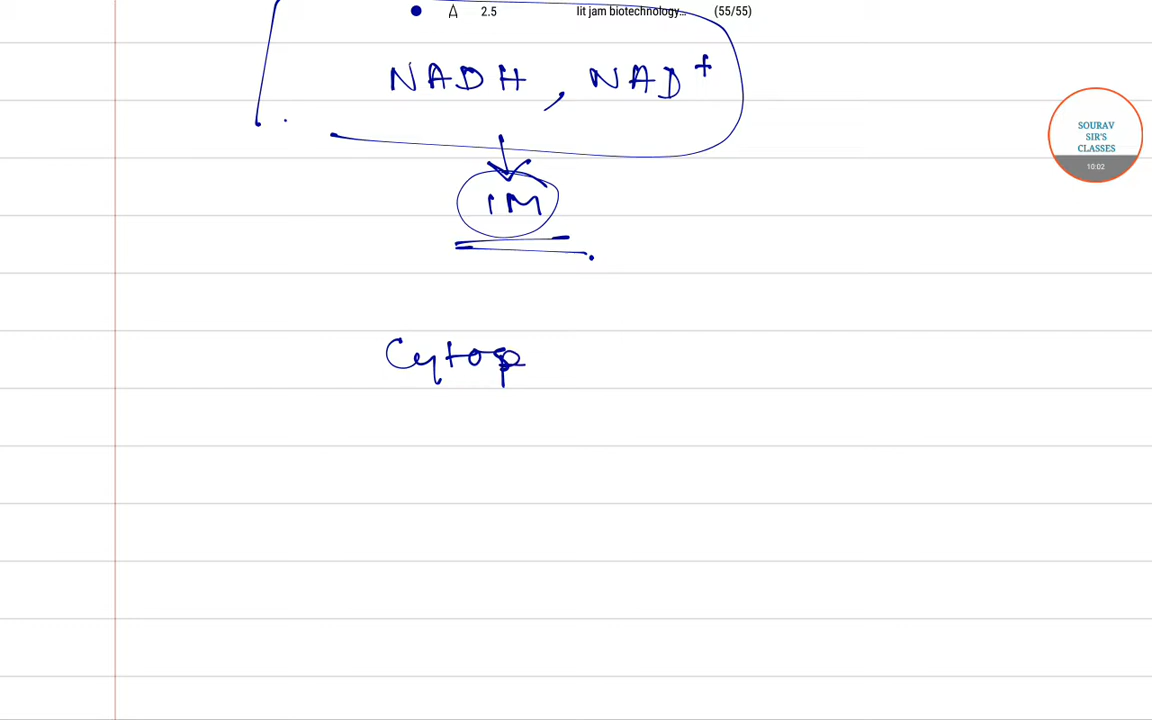 A 2.5 Iit jam biotechnology... (55/55)
NADH, NAD+
IM
Cytop
SOURAV
SIR'S
CLASSES
10:02